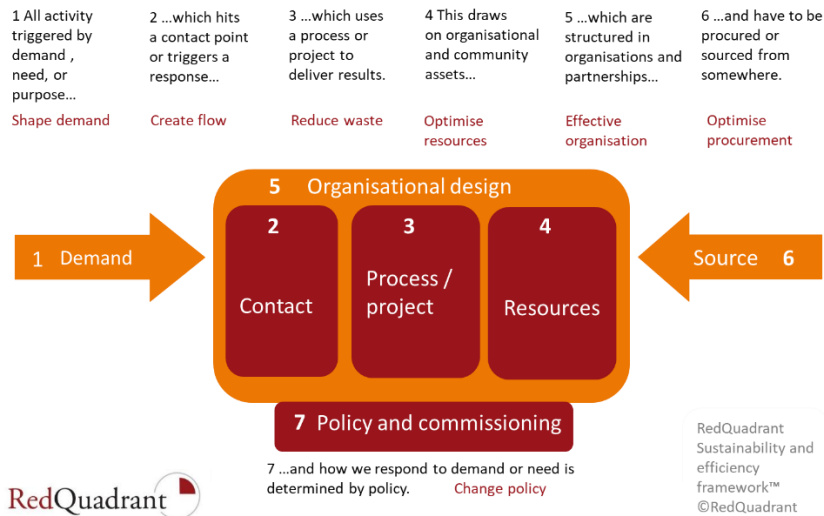 1 All activity
triggered by
demand ,
need, or
purpose…
Shape demand
2 …which hits
a contact point
or triggers a
response…
Create flow
3 …which uses
a process or
project to
deliver results.
Reduce waste
4 This draws
on organisational
and community
assets…
Optimise
resources
5 …which are
structured in
organisations and
partnerships…
Effective
organisation
6 …and have to be
procured or
sourced from
somewhere.
Optimise
procurement
5 Organisational design
1 Demand
2
Contact
3
Process /
project
4
Resources
Source 6
7 Policy and commissioning
7 …and how we respond to demand or need is
determined by policy. Change policy
RedQuadrant
RedQuadrant
Sustainability and
efficiency
framework™
©RedQuadrant